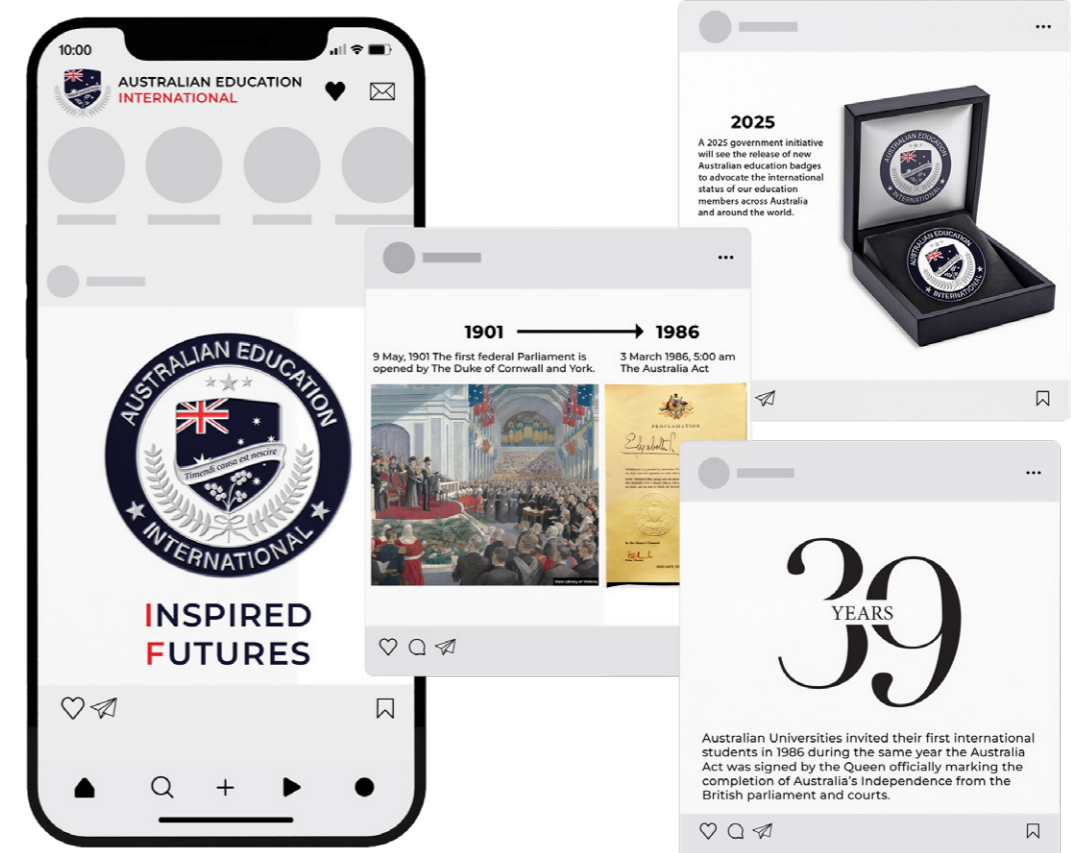 10:00
AUSTRALIAN EDUCATION
INTERNATIONAL
AUSTRALIAN EDUCATION
Timendi causa est nescire
INTERNATIONAL
INSPIRED
FUTURES
1901
1986
9 May, 1901 The first federal Parliament is
opened by The Duke of Cornwall and York.
3 March 1986, 5:00 am
The Australia Act
PROCLAMATION
State Library of Victoria
2025
A 2025 government initiative
will see the release of new
Australian education badges
to advocate the international
status of our education
members across Australia
and around the world.
AUSTRALIAN EDUCATION
INTERNATIONAL
AUSTRALIAN EDUCATION
INTERNATIONAL
39
YEARS
Australian Universities invited their first international
students in 1986 during the same year the Australia
Act was signed by the Queen officially marking the
completion of Australia's Independence from the
British parliament and courts.